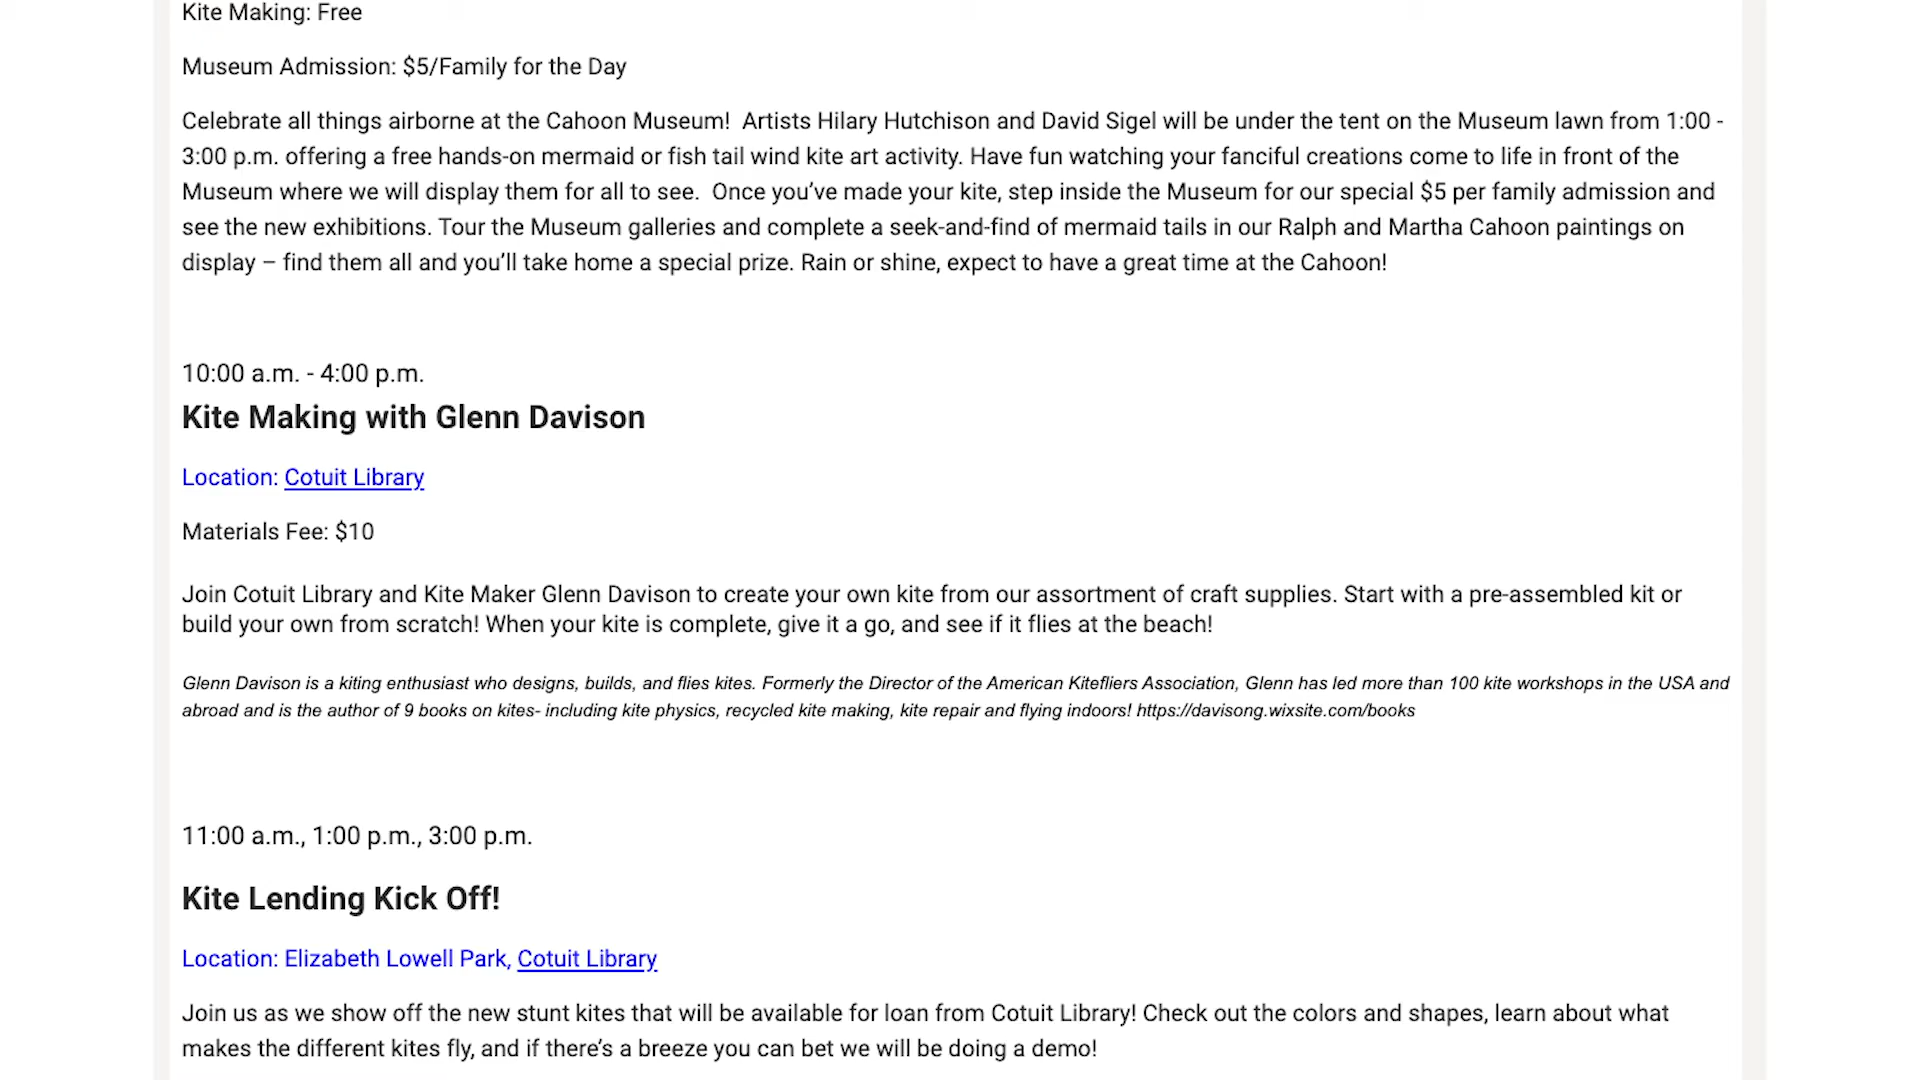 Kite Making: Free
Museum Admission: $5/Family for the Day
Celebrate all things airborne at the Cahoon Museum!  Artists Hilary Hutchison and David Sigel will be under the tent on the Museum lawn from 1:00 -
3:00 p.m. offering a free hands-on mermaid or fish tail wind kite art activity. Have fun watching your fanciful creations come to life in front of the
Museum where we will display them for all to see.  Once you’ve made your kite, step inside the Museum for our special $5 per family admission and
see the new exhibitions. Tour the Museum galleries and complete a seek-and-find of mermaid tails in our Ralph and Martha Cahoon paintings on
display – find them all and you’ll take home a special prize. Rain or shine, expect to have a great time at the Cahoon!
10:00 a.m. - 4:00 p.m.
Kite Making with Glenn Davison
Location: Cotuit Library
Materials Fee: $10
Join Cotuit Library and Kite Maker Glenn Davison to create your own kite from our assortment of craft supplies. Start with a pre-assembled kit or
build your own from scratch! When your kite is complete, give it a go, and see if it flies at the beach!
Glenn Davison is a kiting enthusiast who designs, builds, and flies kites. Formerly the Director of the American Kitefliers Association, Glenn has led more than 100 kite workshops in the USA and
abroad and is the author of 9 books on kites- including kite physics, recycled kite making, kite repair and flying indoors! https://davisong.wixsite.com/books
11:00 a.m., 1:00 p.m., 3:00 p.m.
Kite Lending Kick Off!
Location: Elizabeth Lowell Park, Cotuit Library
Join us as we show off the new stunt kites that will be available for loan from Cotuit Library! Check out the colors and shapes, learn about what
makes the different kites fly, and if there’s a breeze you can bet we will be doing a demo!